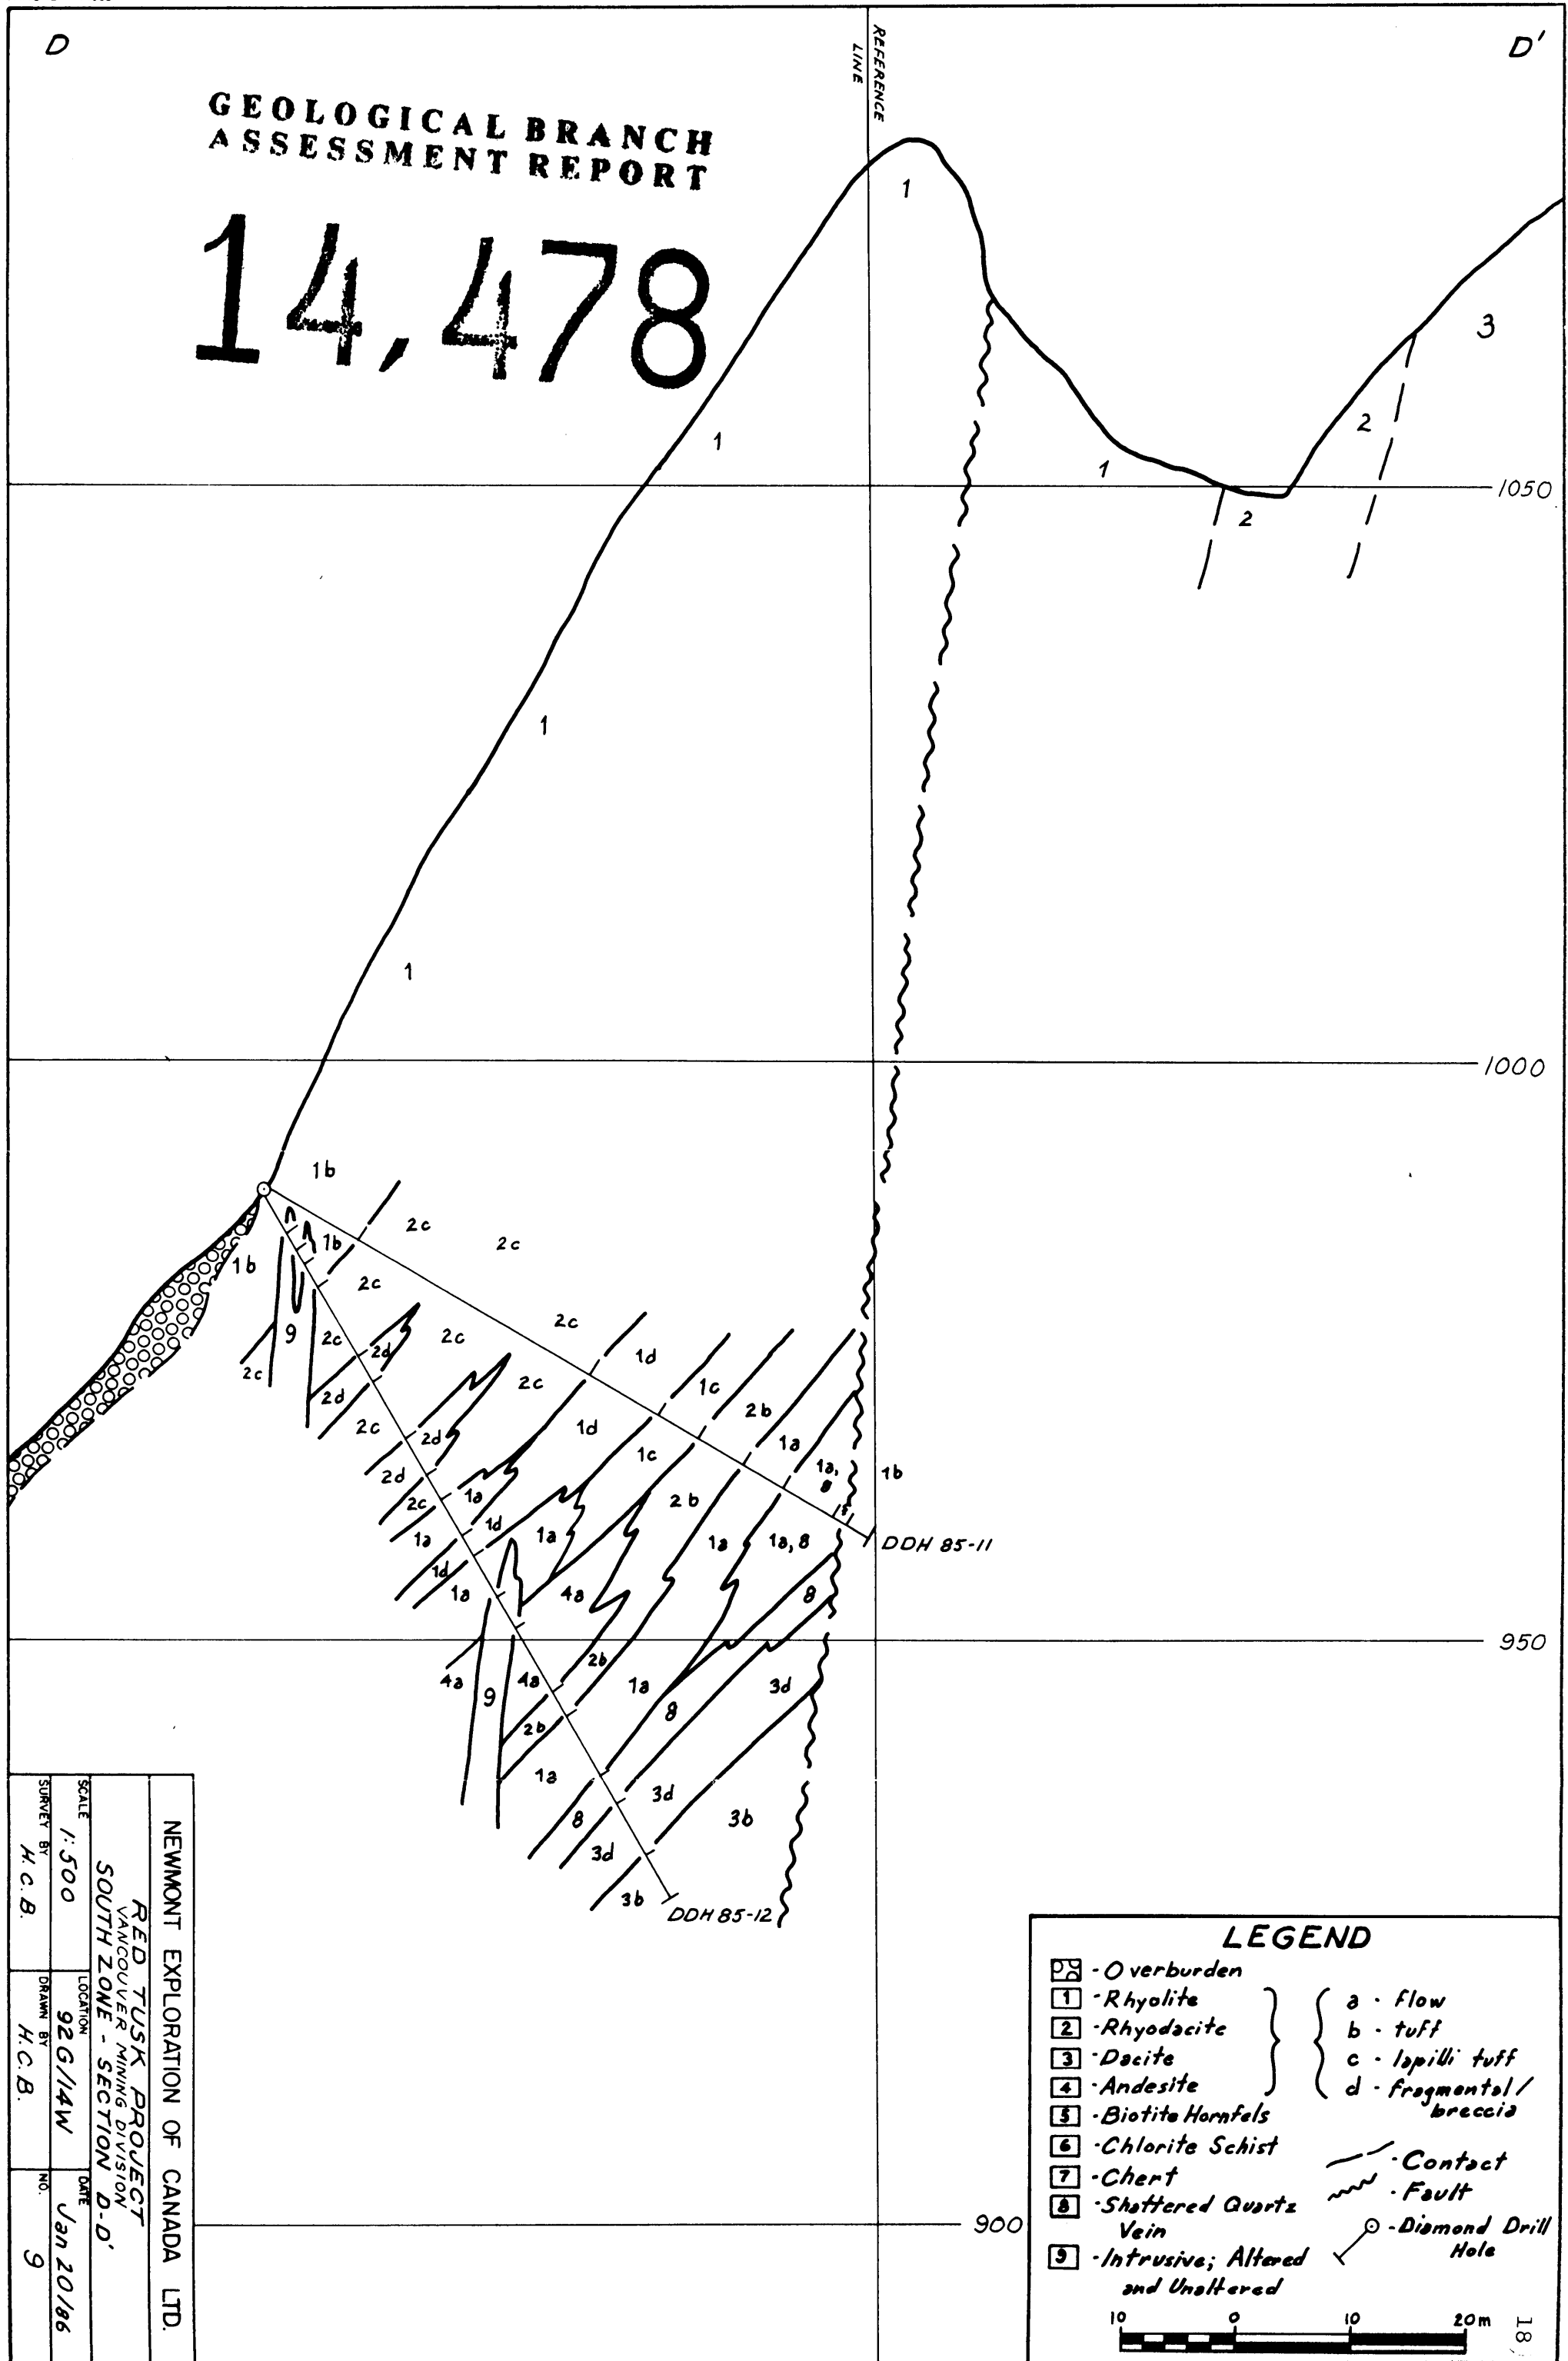 D
D'
REFERENCE
LINE
GEOLOGICAL BRANCH
ASSESSMENT REPORT
14,478
1
3
1
2
1
1050
2
1
1
1000
1b
2c
2c
1b
1b
2c
2c
9
2c
2d
2c
1d
2c
2c
1c
2d
2b
1d
2c
2d
1c
1a
1a,
8
1b
2d
1a
2b
2c
1d
1a
1a
1a
1a, 8
DDH 85-11
1d
1a
4a
8
950
2b
4a
4a
1a
3d
9
8
2b
1a
3d
3b
8
3d
3b
DDH 85-12
900
NEWMONT EXPLORATION OF CANADA LTD.
RED TUSK PROJECT
VANCOUVER MINING DIVISION
SOUTH ZONE - SECTION D-D'
SCALE 1:500
LOCATION 92G/14W
DATE Jan 20/86
SURVEY BY H.C.B.
DRAWN BY H.C.B.
NO. 9
LEGEND
- Overburden
1 - Rhyolite
2 - Rhyodacite
3 - Dacite
4 - Andesite
5 - Biotite Hornfels
6 - Chlorite Schist
7 - Chert
8 - Shattered Quartz
Vein
9 - Intrusive; Altered
and Unaltered
a - flow
b - tuff
c - lapilli tuff
d - fragmental/
breccia
- Contact
- Fault
- Diamond Drill
Hole
10 0 10 20m
18